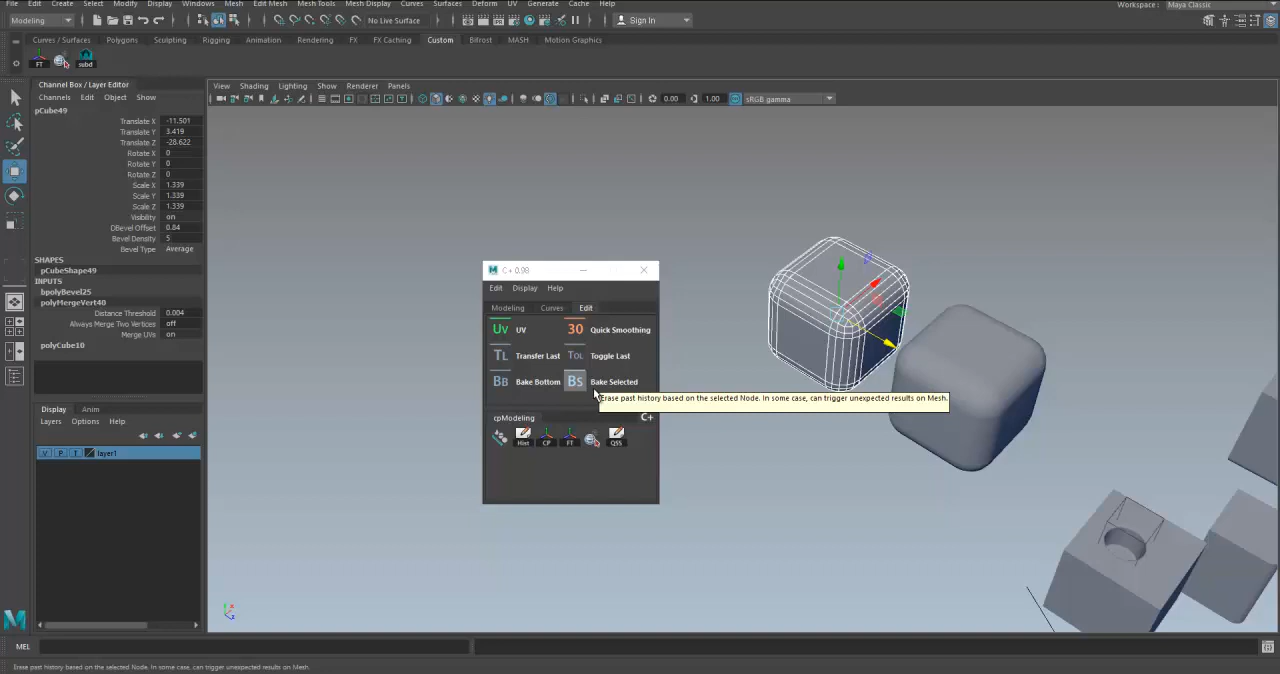 File Edit Create Select Modify Display Windows Mesh Edit Mesh Mesh Tools Mesh Display Curves Surfaces Deform UV Generate Cache Help
Workspace : Maya Classic
Modeling
No Live Surface
Sign In
Curves / Surfaces Polygons Sculpting Rigging Animation Rendering FX FX Caching Custom Bifrost MASH Motion Graphics
FT subd
Channel Box / Layer Editor
Channels Edit Object Show
pCube49
Translate X -11.501
Translate Y 3.419
Translate Z -28.622
Rotate X 0
Rotate Y 0
Rotate Z 0
Scale X 1.339
Scale Y 1.339
Scale Z 1.339
Visibility on
DBevel Offset 0.84
Bevel Density 5
Bevel Type Average
SHAPES
pCubeShape49
INPUTS
bpolyBevel25
polyMergeVert40
Distance Threshold 0.004
Always Merge Two Vertices off
Merge UVs on
polyCube10
Display Anim
Layers Options Help
V P T layer1
View Shading Lighting Show Renderer Panels
0.00 1.00 sRGB gamma
C+ 0.98
Edit Display Help
Modeling Curves Edit
UV UV 30 Quick Smoothing
TL Transfer Last TOL Toggle Last
BB Bake Bottom BS Bake Selected
Erase past history based on the selected Node. In some case, can trigger unexpected results on Mesh.
cpModeling C+
Hist CP FT QSS
MEL
Erase past history based on the selected Node. In some case, can trigger unexpected results on Mesh.